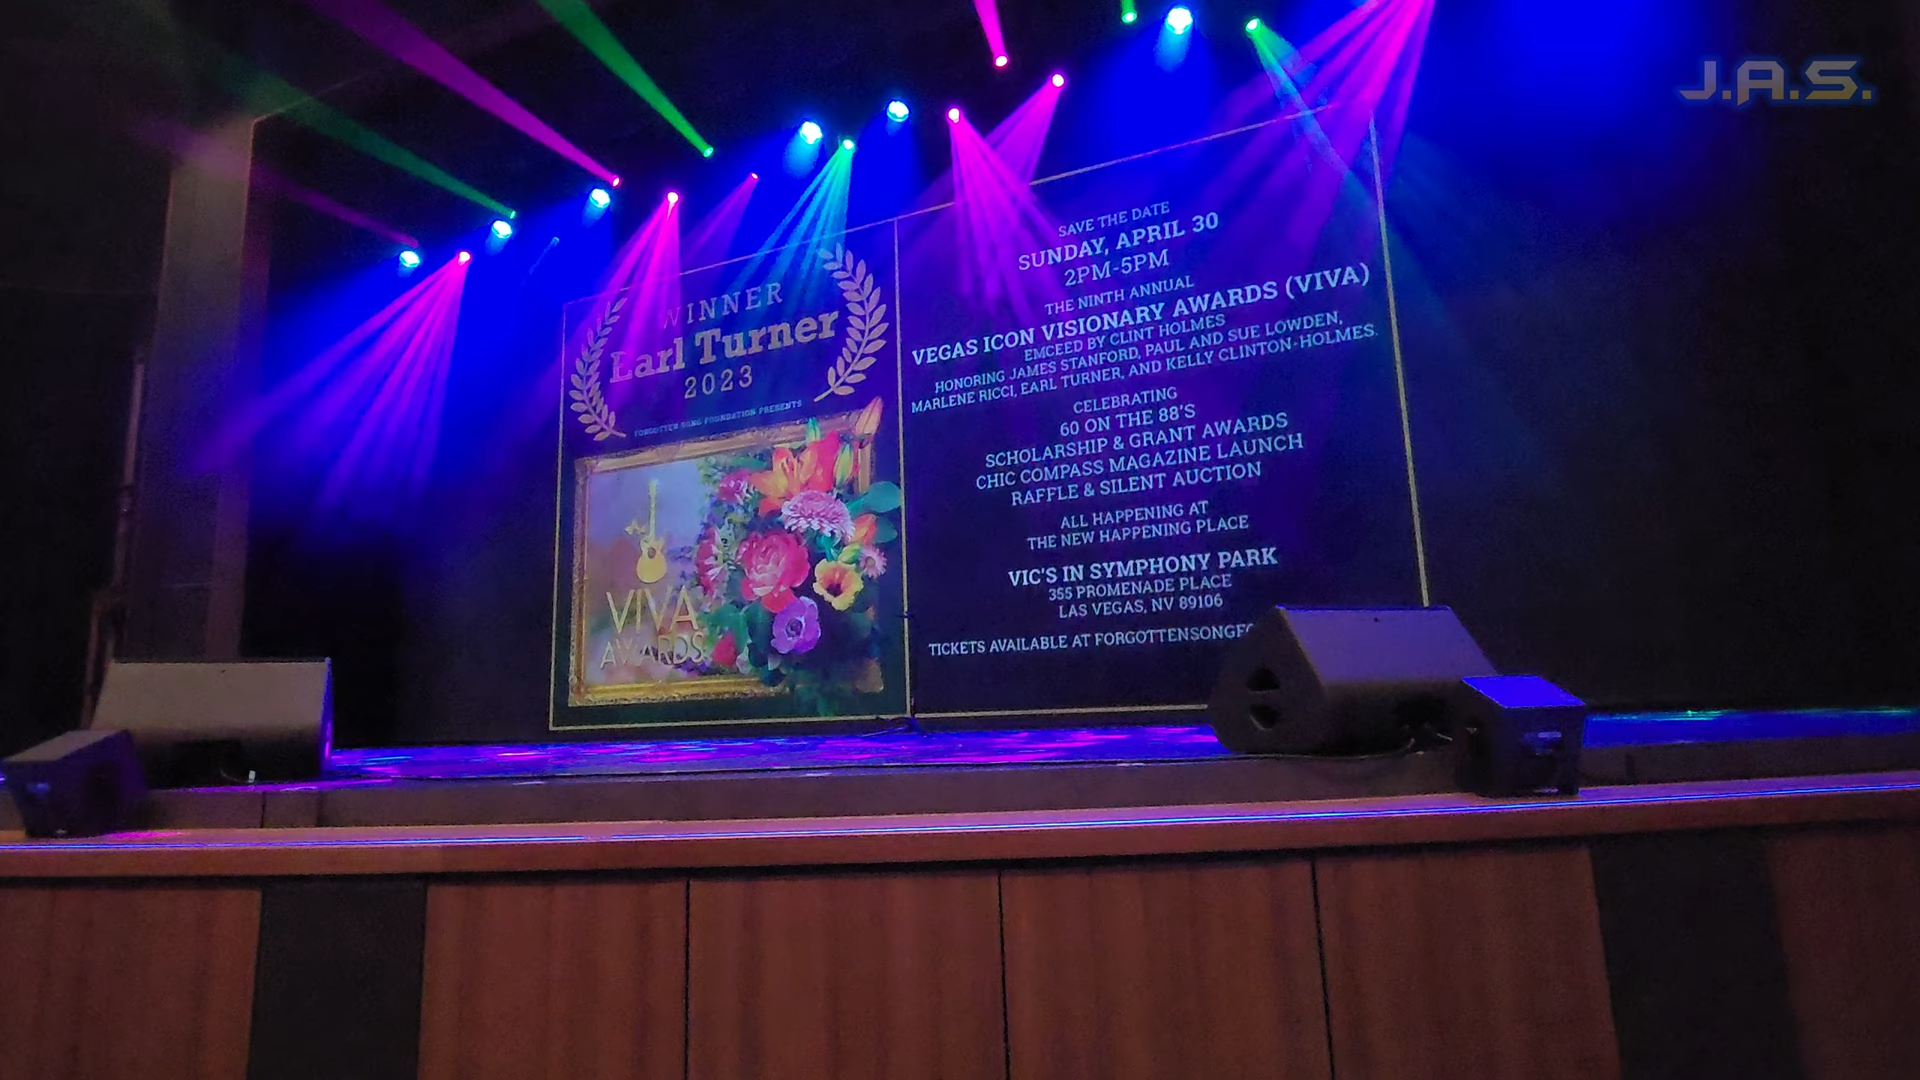 J.A.S.
WINNER
Earl Turner
2023
FORGOTTEN SONG FOUNDATION PRESENTS
VIVA
AWARDS
SAVE THE DATE
SUNDAY, APRIL 30
2PM-5PM
THE NINTH ANNUAL
VEGAS ICON VISIONARY AWARDS (VIVA)
EMCEED BY CLINT HOLMES
HONORING JAMES STANFORD, PAUL AND SUE LOWDEN,
MARLENE RICCI, EARL TURNER, AND KELLY CLINTON-HOLMES.
CELEBRATING
60 ON THE 88'S
SCHOLARSHIP & GRANT AWARDS
CHIC COMPASS MAGAZINE LAUNCH
RAFFLE & SILENT AUCTION
ALL HAPPENING AT
THE NEW HAPPENING PLACE
VIC'S IN SYMPHONY PARK
355 PROMENADE PLACE
LAS VEGAS, NV 89106
TICKETS AVAILABLE AT FORGOTTENSONGF